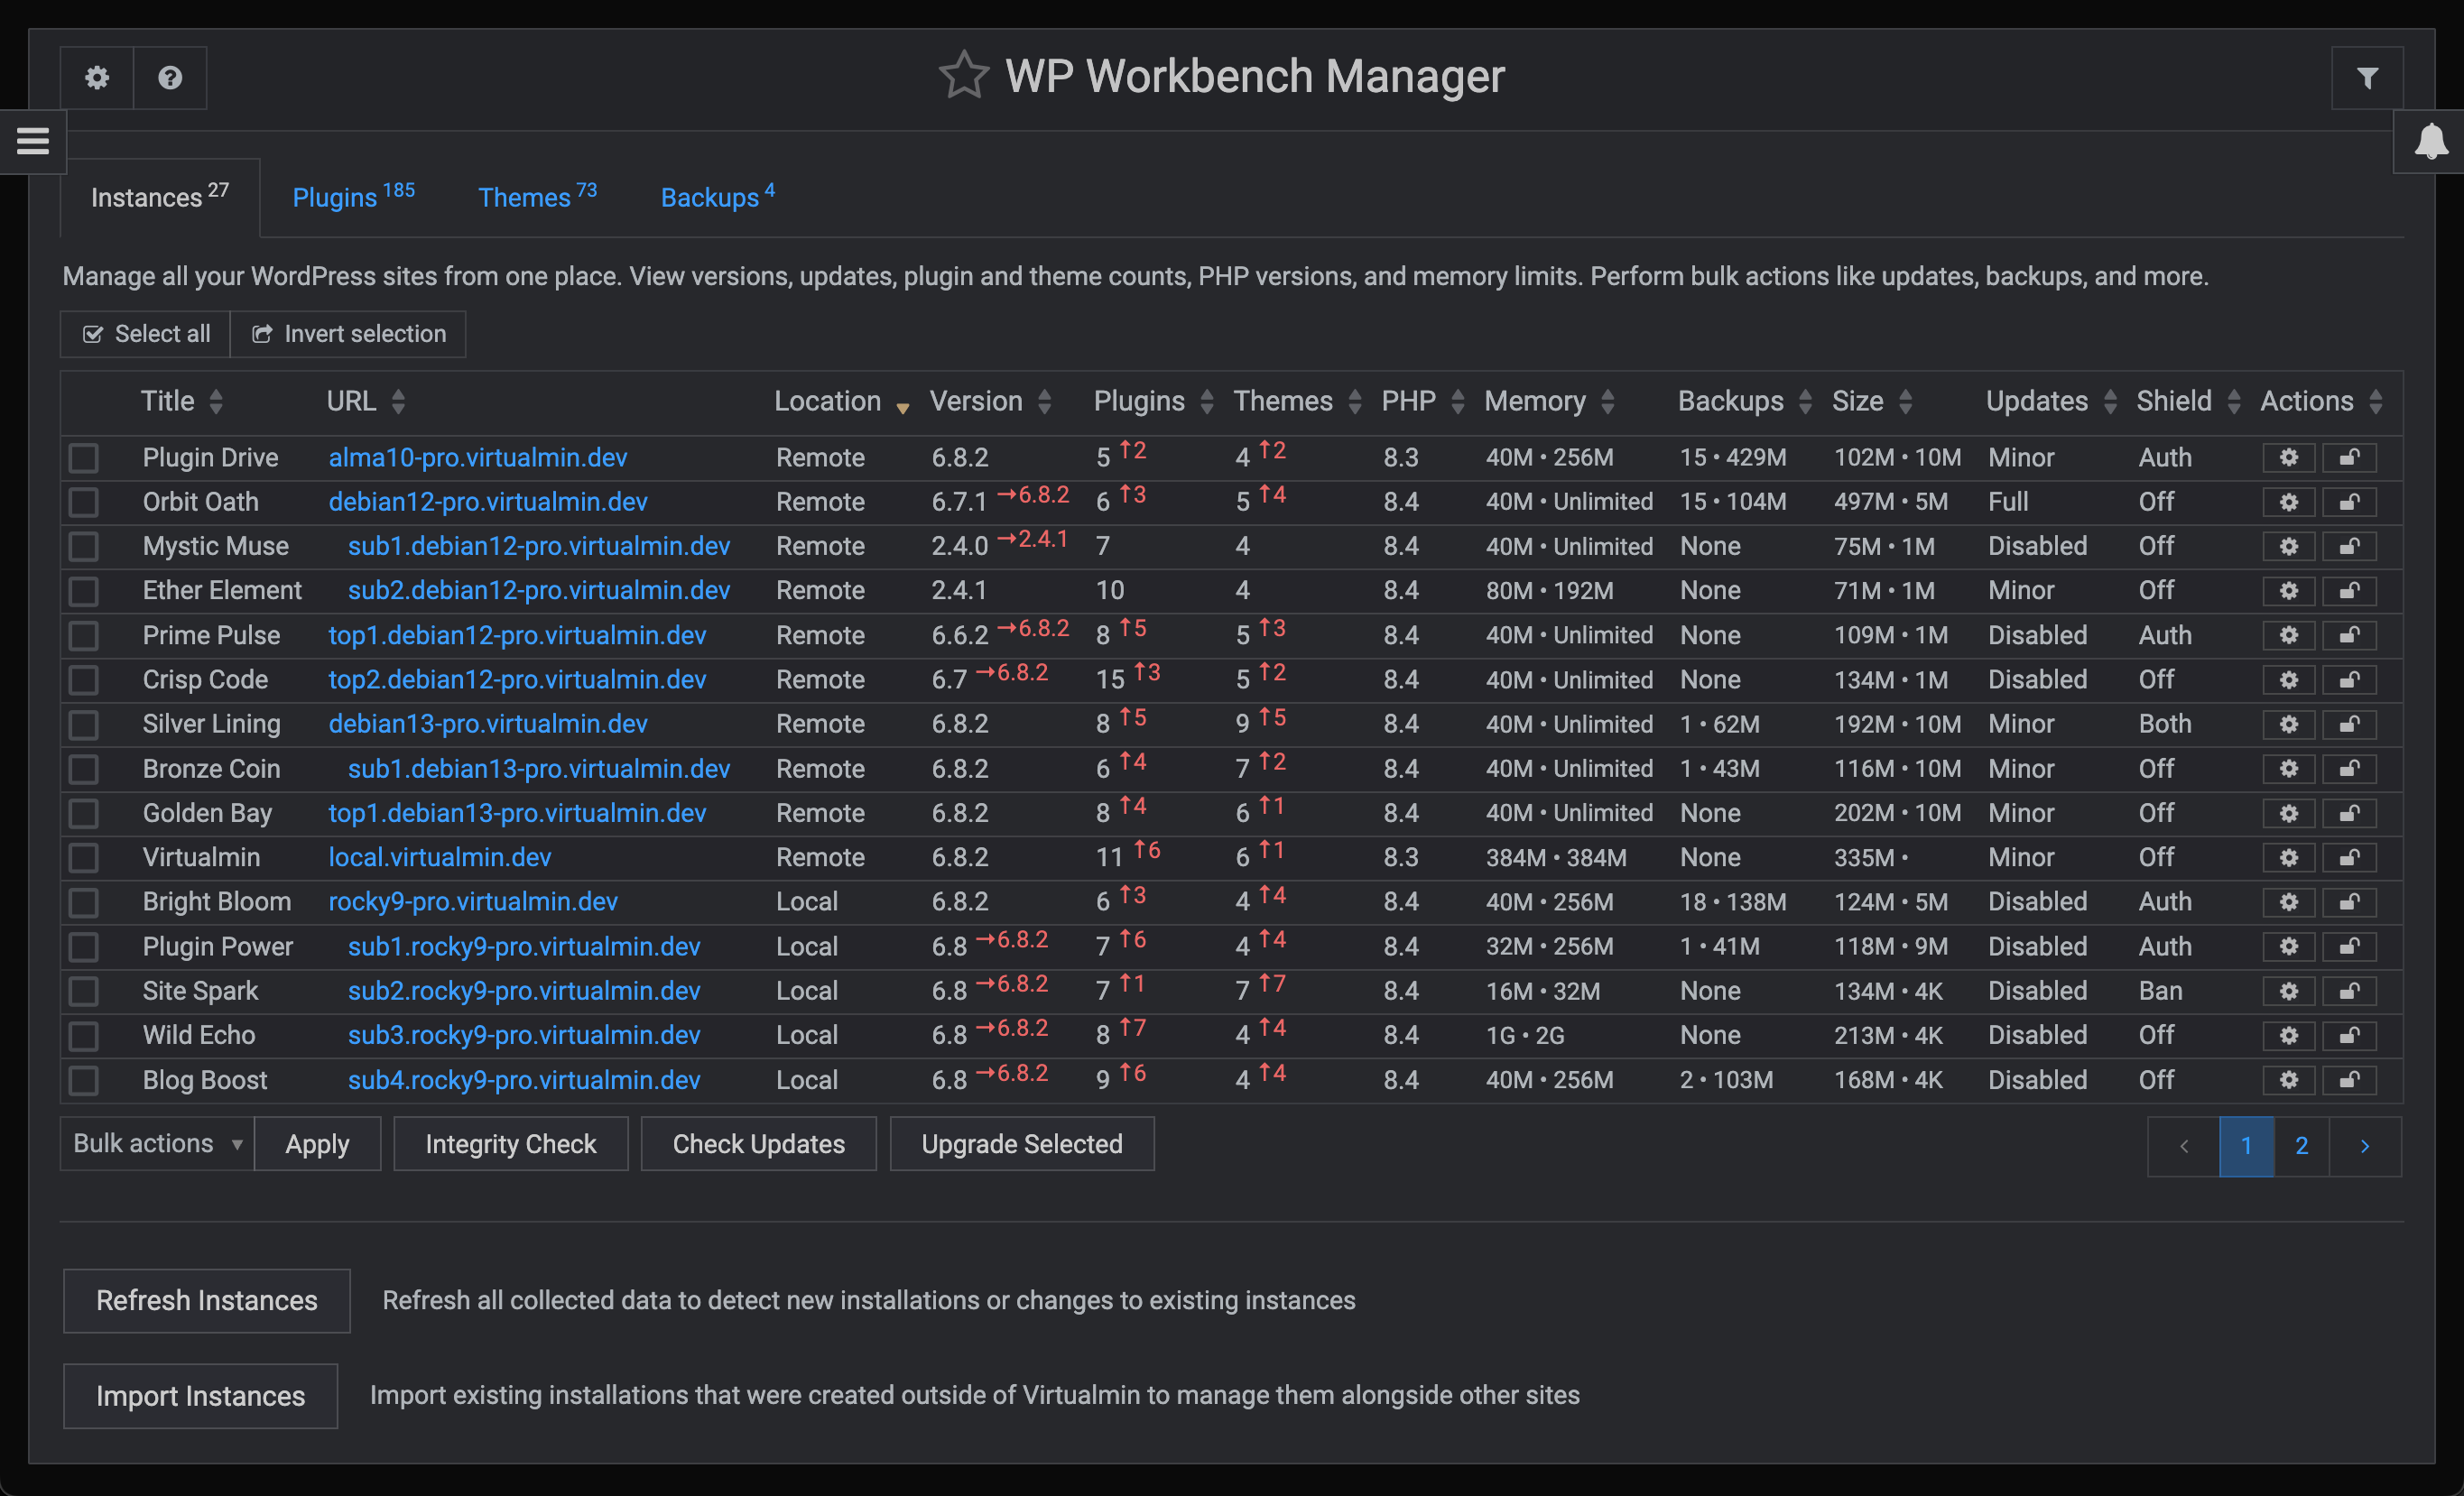 WP Workbench Manager
Instances 27 Plugins 185 Themes 73 Backups 4
Manage all your WordPress sites from one place. View versions, updates, plugin and theme counts, PHP versions, and memory limits. Perform bulk actions like updates, backups, and more.
Select all Invert selection
Title URL Location Version Plugins Themes PHP Memory Backups Size Updates Shield Actions
Plugin Drive alma10-pro.virtualmin.dev Remote 6.8.2 5 ↑2 4 ↑2 8.3 40M • 256M 15 • 429M 102M • 10M Minor Auth
Orbit Oath debian12-pro.virtualmin.dev Remote 6.7.1 →6.8.2 6 ↑3 5 ↑4 8.4 40M • Unlimited 15 • 104M 497M • 5M Full Off
Mystic Muse sub1.debian12-pro.virtualmin.dev Remote 2.4.0 →2.4.1 7 4 8.4 40M • Unlimited None 75M • 1M Disabled Off
Ether Element sub2.debian12-pro.virtualmin.dev Remote 2.4.1 10 4 8.4 80M • 192M None 71M • 1M Minor Off
Prime Pulse top1.debian12-pro.virtualmin.dev Remote 6.6.2 →6.8.2 8 ↑5 5 ↑3 8.4 40M • Unlimited None 109M • 1M Disabled Auth
Crisp Code top2.debian12-pro.virtualmin.dev Remote 6.7 →6.8.2 15 ↑3 5 ↑2 8.4 40M • Unlimited None 134M • 1M Disabled Off
Silver Lining debian13-pro.virtualmin.dev Remote 6.8.2 8 ↑5 9 ↑5 8.4 40M • Unlimited 1 • 62M 192M • 10M Minor Both
Bronze Coin sub1.debian13-pro.virtualmin.dev Remote 6.8.2 6 ↑4 7 ↑2 8.4 40M • Unlimited 1 • 43M 116M • 10M Minor Off
Golden Bay top1.debian13-pro.virtualmin.dev Remote 6.8.2 8 ↑4 6 ↑1 8.4 40M • Unlimited None 202M • 10M Minor Off
Virtualmin local.virtualmin.dev Remote 6.8.2 11 ↑6 6 ↑1 8.3 384M • 384M None 335M • Minor Off
Bright Bloom rocky9-pro.virtualmin.dev Local 6.8.2 6 ↑3 4 ↑4 8.4 40M • 256M 18 • 138M 124M • 5M Disabled Auth
Plugin Power sub1.rocky9-pro.virtualmin.dev Local 6.8 →6.8.2 7 ↑6 4 ↑4 8.4 32M • 256M 1 • 41M 118M • 9M Disabled Auth
Site Spark sub2.rocky9-pro.virtualmin.dev Local 6.8 →6.8.2 7 ↑1 7 ↑7 8.4 16M • 32M None 134M • 4K Disabled Ban
Wild Echo sub3.rocky9-pro.virtualmin.dev Local 6.8 →6.8.2 8 ↑7 4 ↑4 8.4 1G • 2G None 213M • 4K Disabled Off
Blog Boost sub4.rocky9-pro.virtualmin.dev Local 6.8 →6.8.2 9 ↑6 4 ↑4 8.4 40M • 256M 2 • 103M 168M • 4K Disabled Off
Bulk actions Apply Integrity Check Check Updates Upgrade Selected ‹ 1 2 ›
Refresh Instances Refresh all collected data to detect new installations or changes to existing instances
Import Instances Import existing installations that were created outside of Virtualmin to manage them alongside other sites